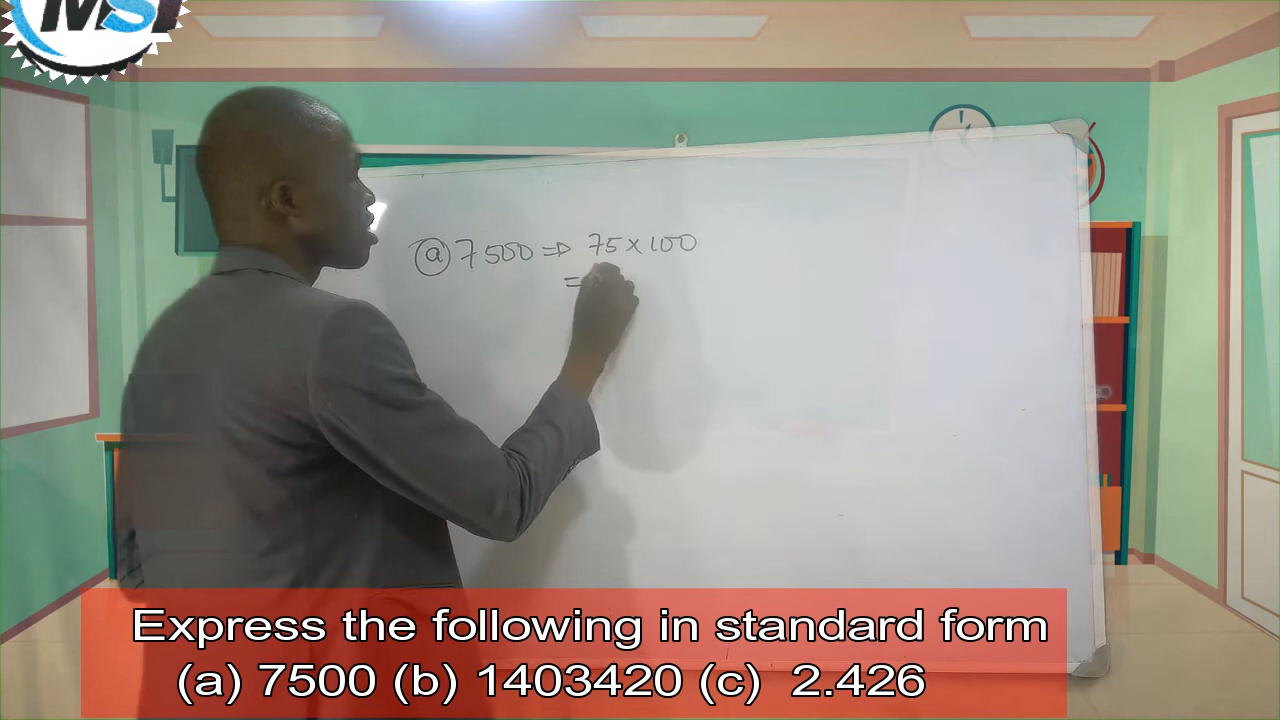 MSI
ⓐ 7500 ⇒ 75 x 100
=
Express the following in standard form
(a) 7500 (b) 1403420 (c) 2.426